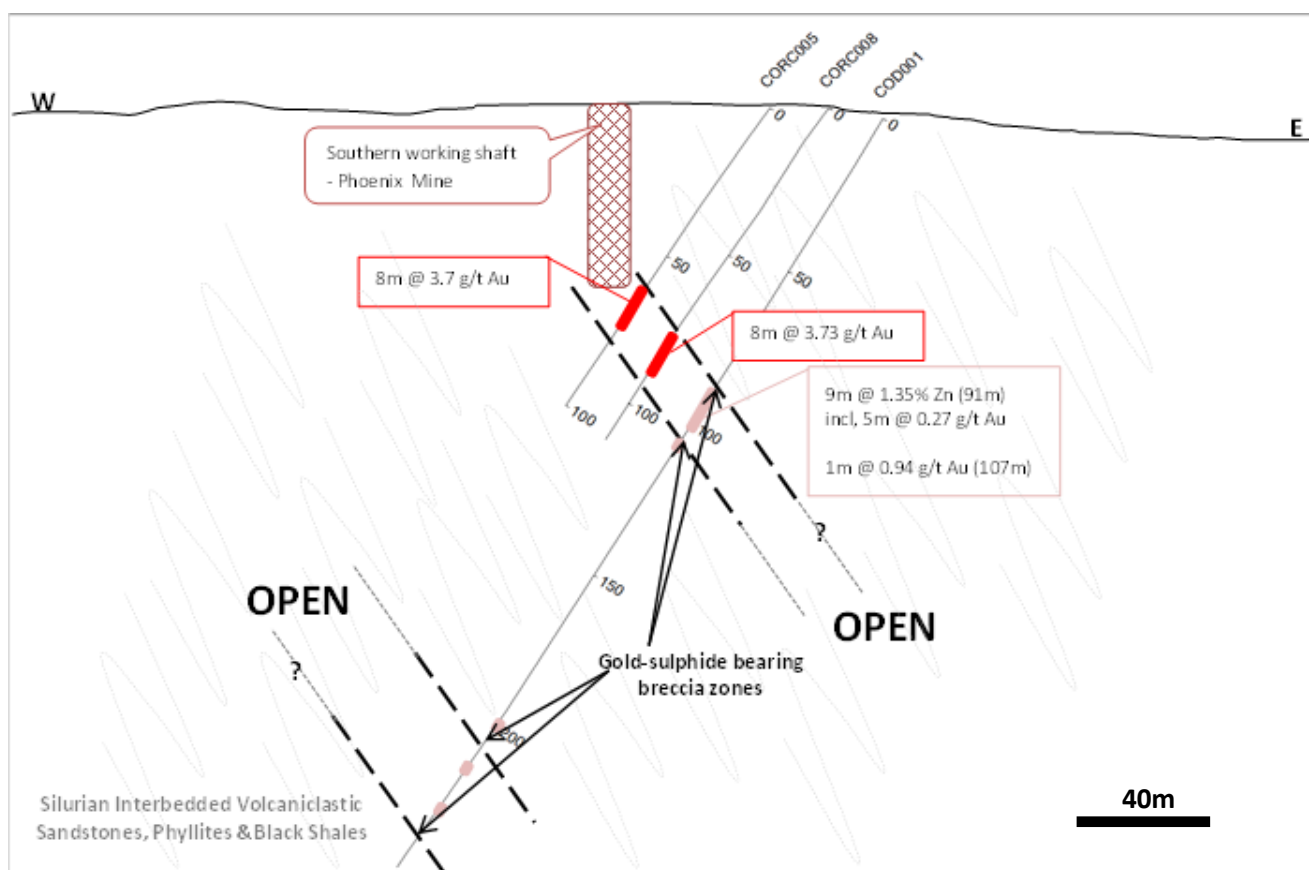 CORC005
CORC008
COD001
W
0
0
0
E
Southern working shaft
- Phoenix Mine
50
50
50
8m @ 3.7 g/t Au
8m @ 3.73 g/t Au
9m @ 1.35% Zn (91m)
incl, 5m @ 0.27 g/t Au
1m @ 0.94 g/t Au (107m)
100
100
100
?
150
OPEN
OPEN
?
Gold-sulphide bearing
breccia zones
200
Silurian Interbedded Volcaniclastic
Sandstones, Phyllites & Black Shales
40m